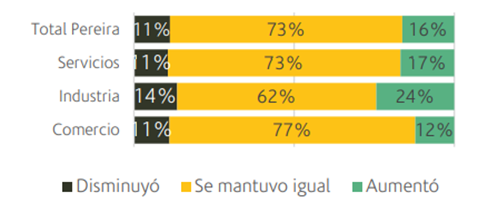 Total Pereira 11% 73% 16%
Servicios 11% 73% 17%
Industria 14% 62% 24%
Comercio 11% 77% 12%
Disminuyó Se mantuvo igual Aumentó